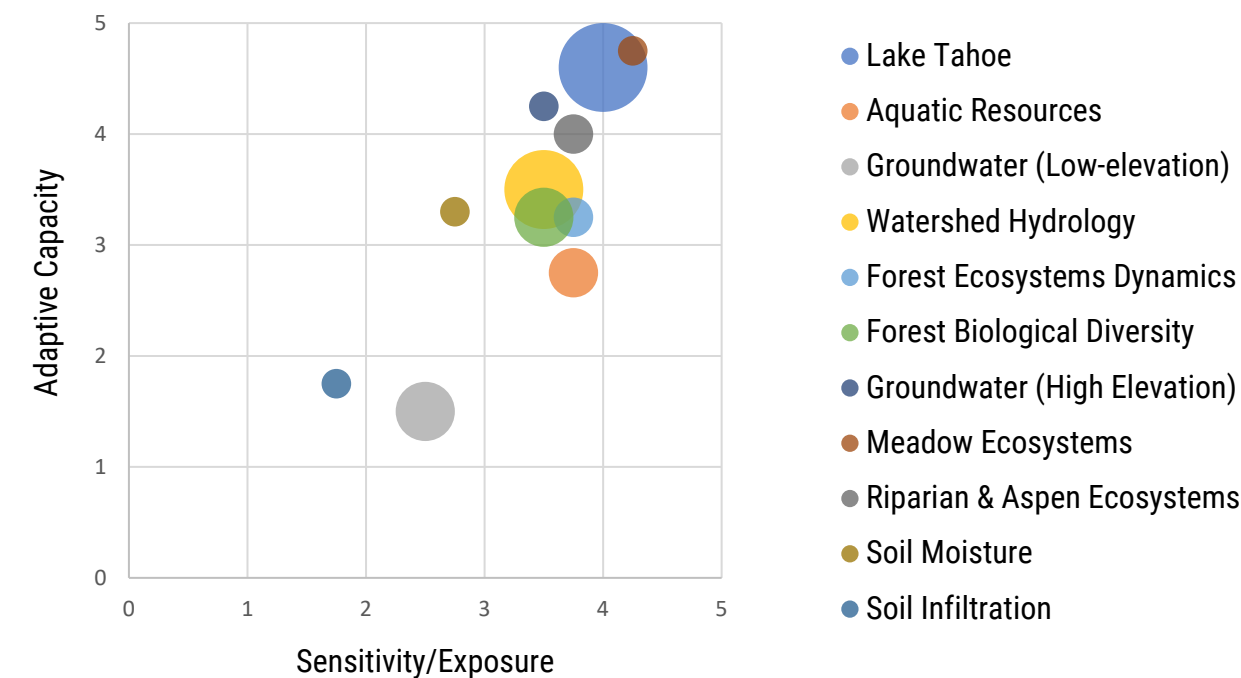 5
4
3
2
1
0
0 1 2 3 4 5
Adaptive Capacity
Sensitivity/Exposure
Lake Tahoe
Aquatic Resources
Groundwater (Low-elevation)
Watershed Hydrology
Forest Ecosystems Dynamics
Forest Biological Diversity
Groundwater (High Elevation)
Meadow Ecosystems
Riparian & Aspen Ecosystems
Soil Moisture
Soil Infiltration